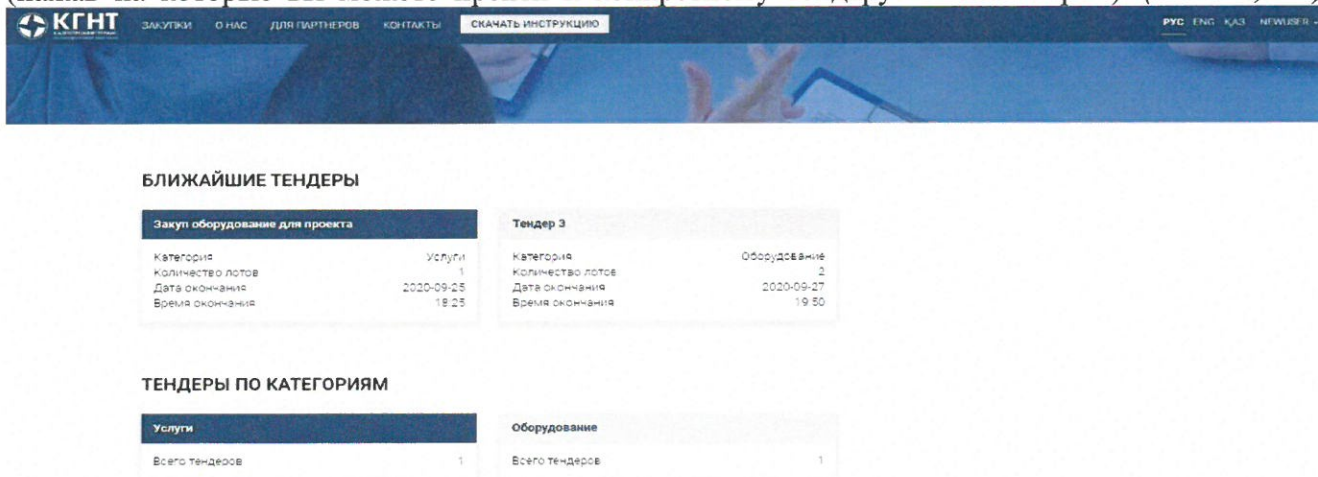 КГНТ ЗАКУПКИ О НАС ДЛЯ ПАРТНЕРОВ КОНТАКТЫ СКАЧАТЬ ИНСТРУКЦИЮ РУС ENG ҚАЗ NEWUSER
БЛИЖАЙШИЕ ТЕНДЕРЫ
Закуп оборудование для проекта
Категория Услуги
Количество лотов 1
Дата окончания 2020-09-25
Время окончания 18:25
Тендер 3
Категория Оборудование
Количество лотов 2
Дата окончания 2020-09-27
Время окончания 19:50
ТЕНДЕРЫ ПО КАТЕГОРИЯМ
Услуги
Всего тендеров 1
Оборудование
Всего тендеров 1